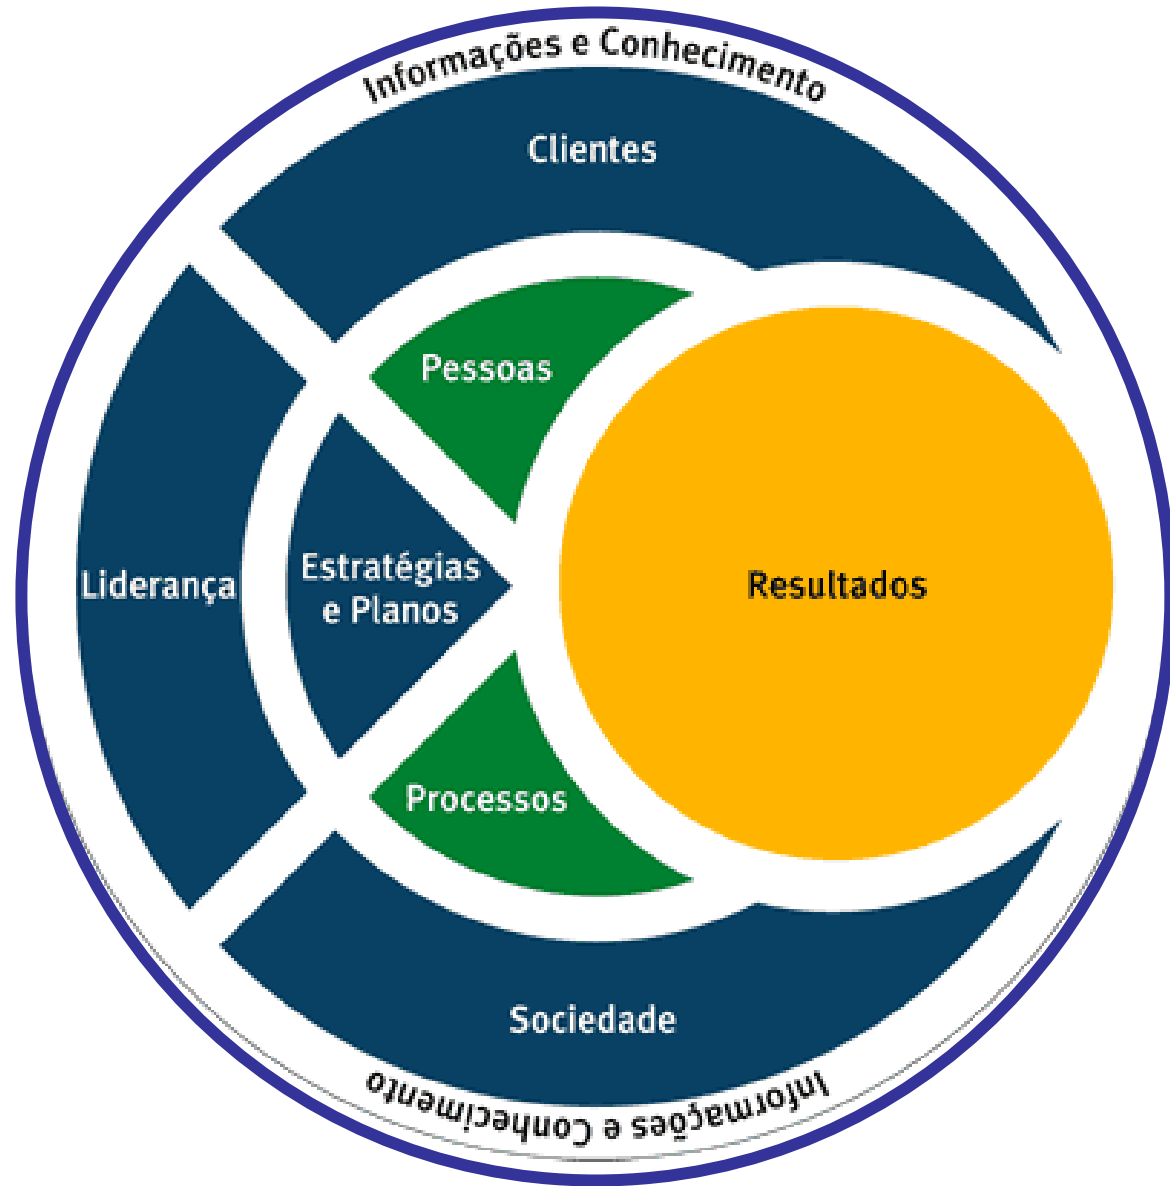 Informações e Conhecimento
Clientes
Pessoas
Liderança
Estratégias
e Planos
Resultados
Processos
Sociedade
Informações e Conhecimento